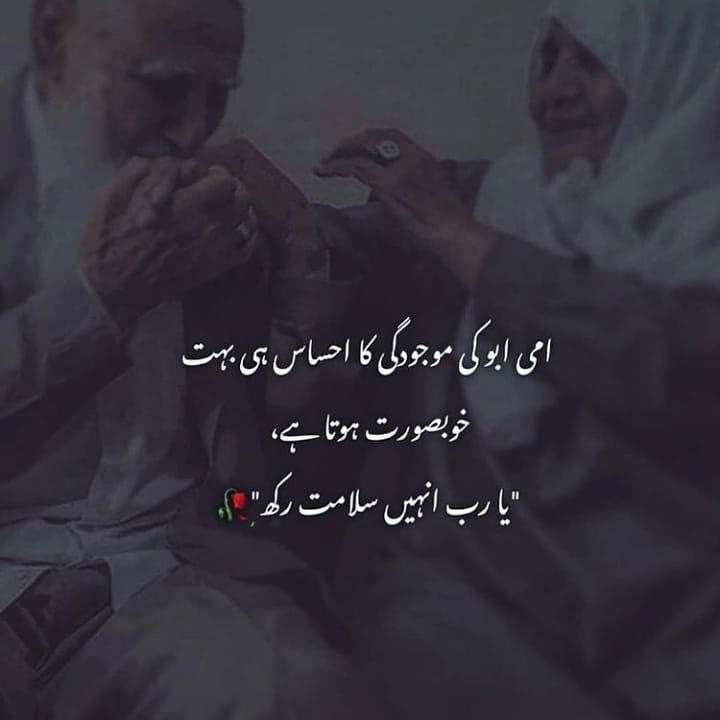 امی ابو کی موجودگی کا احساس ہی بہت
خوبصورت ہوتا ہے،
"یا رب انہیں سلامت رکھ"🥀